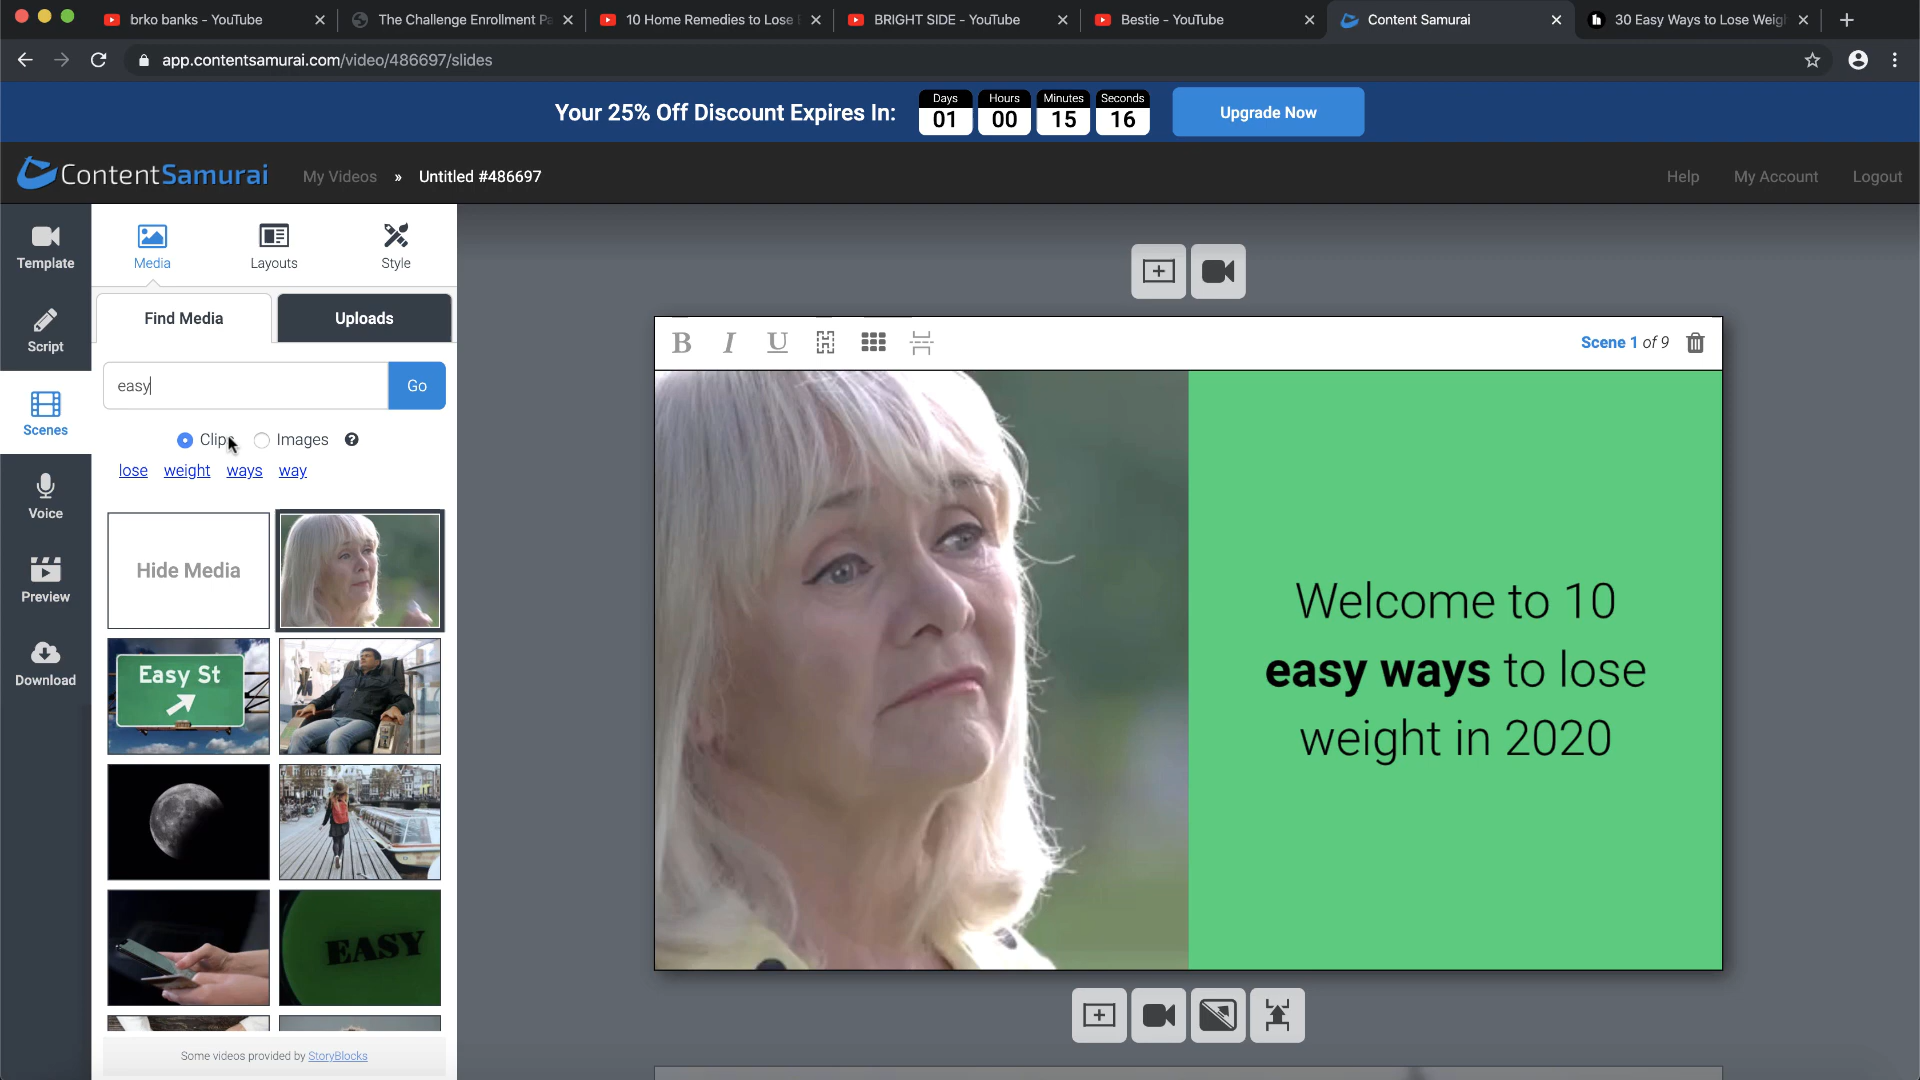 brko banks - YouTube
The Challenge Enrollment Pa
10 Home Remedies to Lose
BRIGHT SIDE - YouTube
Bestie - YouTube
Content Samurai
30 Easy Ways to Lose Weig
app.contentsamurai.com/video/486697/slides
Your 25% Off Discount Expires In:
Days Hours Minutes Seconds
01 00 15 16
Upgrade Now
ContentSamurai
My Videos » Untitled #486697
Help My Account Logout
Template
Script
Scenes
Voice
Preview
Download
Media Layouts Style
Find Media Uploads
easy Go
Clips Images ?
lose weight ways way
Hide Media
Easy St
EASY
Some videos provided by StoryBlocks
B I U
Scene 1 of 9
Welcome to 10
easy ways to lose
weight in 2020